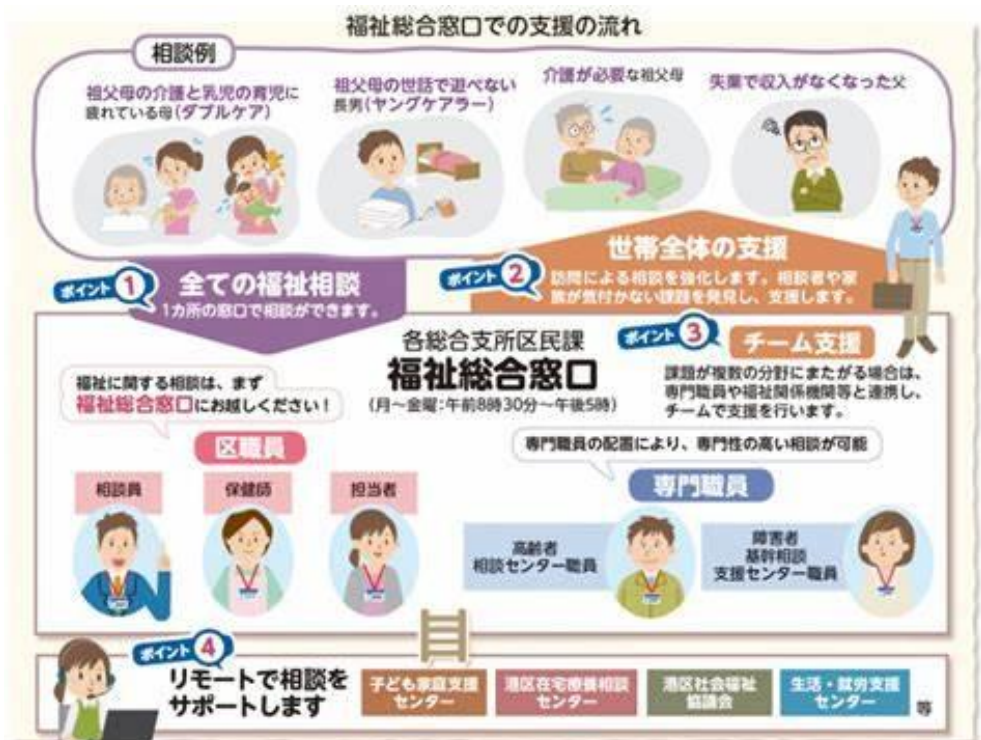 福祉総合窓口での支援の流れ
相談例
祖父母の介護と乳児の育児に
疲れている母(ダブルケア)
祖父母の世話で遊べない
長男(ヤングケアラー)
介護が必要な祖父母
失業で収入がなくなった父
ポイント1
全ての福祉相談
1カ所の窓口で相談ができます。
ポイント2
世帯全体の支援
訪問による相談を強化します。相談者や家
族が気付かない課題を発見し、支援します。
各総合支所区民課
福祉総合窓口
(月～金曜:午前8時30分～午後5時)
ポイント3
チーム支援
課題が複数の分野にまたがる場合は、
専門職員や福祉関係機関等と連携し、
チームで支援を行います。
福祉に関する相談は、まず
福祉総合窓口にお越しください!
区職員
相談員
保健師
担当者
専門職員の配置により、専門性の高い相談が可能
専門職員
高齢者
相談センター職員
障害者
基幹相談
支援センター職員
ポイント4
リモートで相談を
サポートします
子ども家庭支援
センター
港区在宅療養相談
センター
港区社会福祉
協議会
生活・就労支援
センター
等